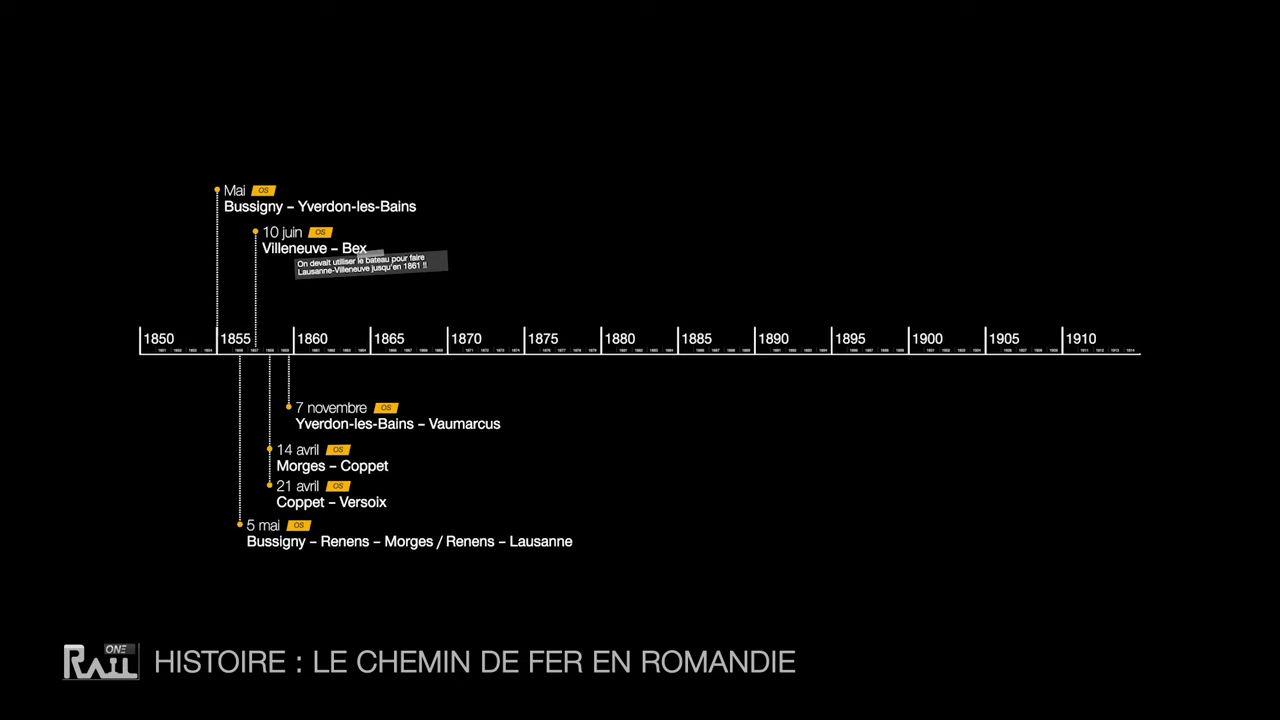 Mai OS
Bussigny – Yverdon-les-Bains
10 juin OS
Villeneuve – Bex
On devait utiliser le bateau pour faire
Lausanne-Villeneuve jusqu'en 1861 !!
1850 1855 1860 1865 1870 1875 1880 1885 1890 1895 1900 1905 1910
7 novembre OS
Yverdon-les-Bains – Vaumarcus
14 avril OS
Morges – Coppet
21 avril OS
Coppet – Versoix
5 mai OS
Bussigny – Renens – Morges / Renens – Lausanne
RAIL ONE
HISTOIRE : LE CHEMIN DE FER EN ROMANDIE